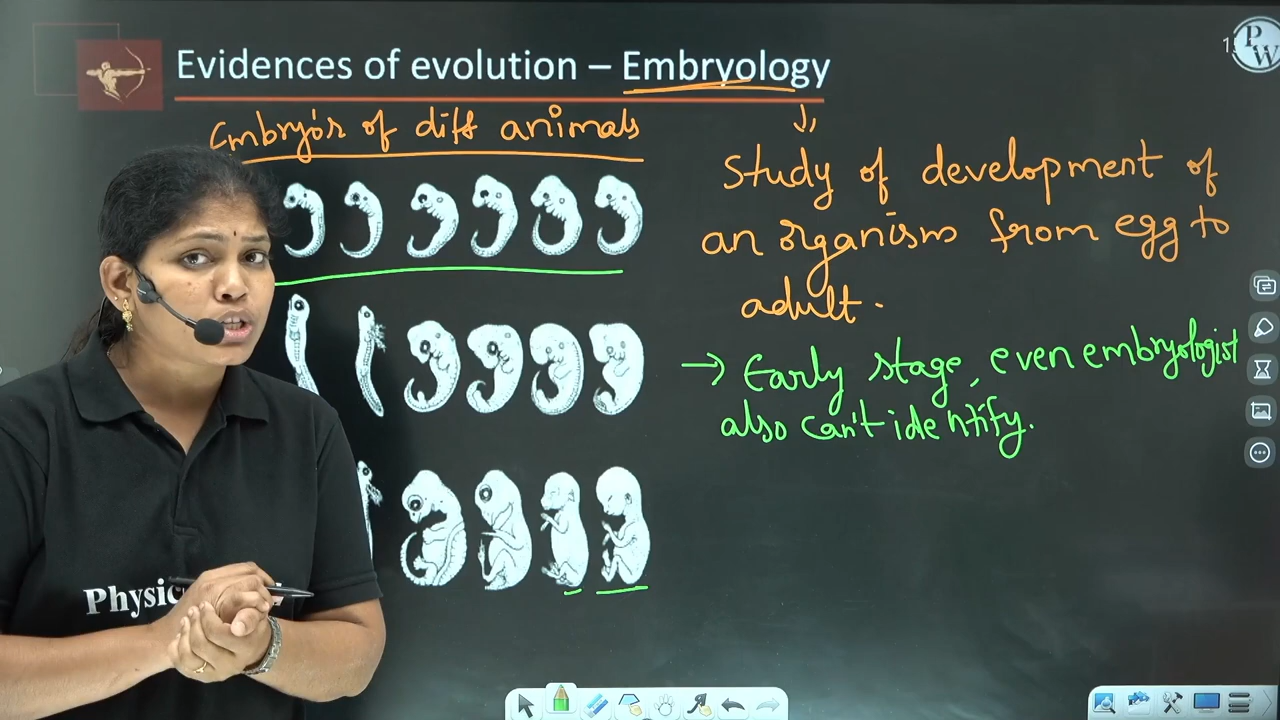 Evidences of evolution – Embryology
P
W
Embryo's of diff animals
Study of development of
an organism from egg to
adult.
→ Early stage, even embryologist
also can't identify.
Physic